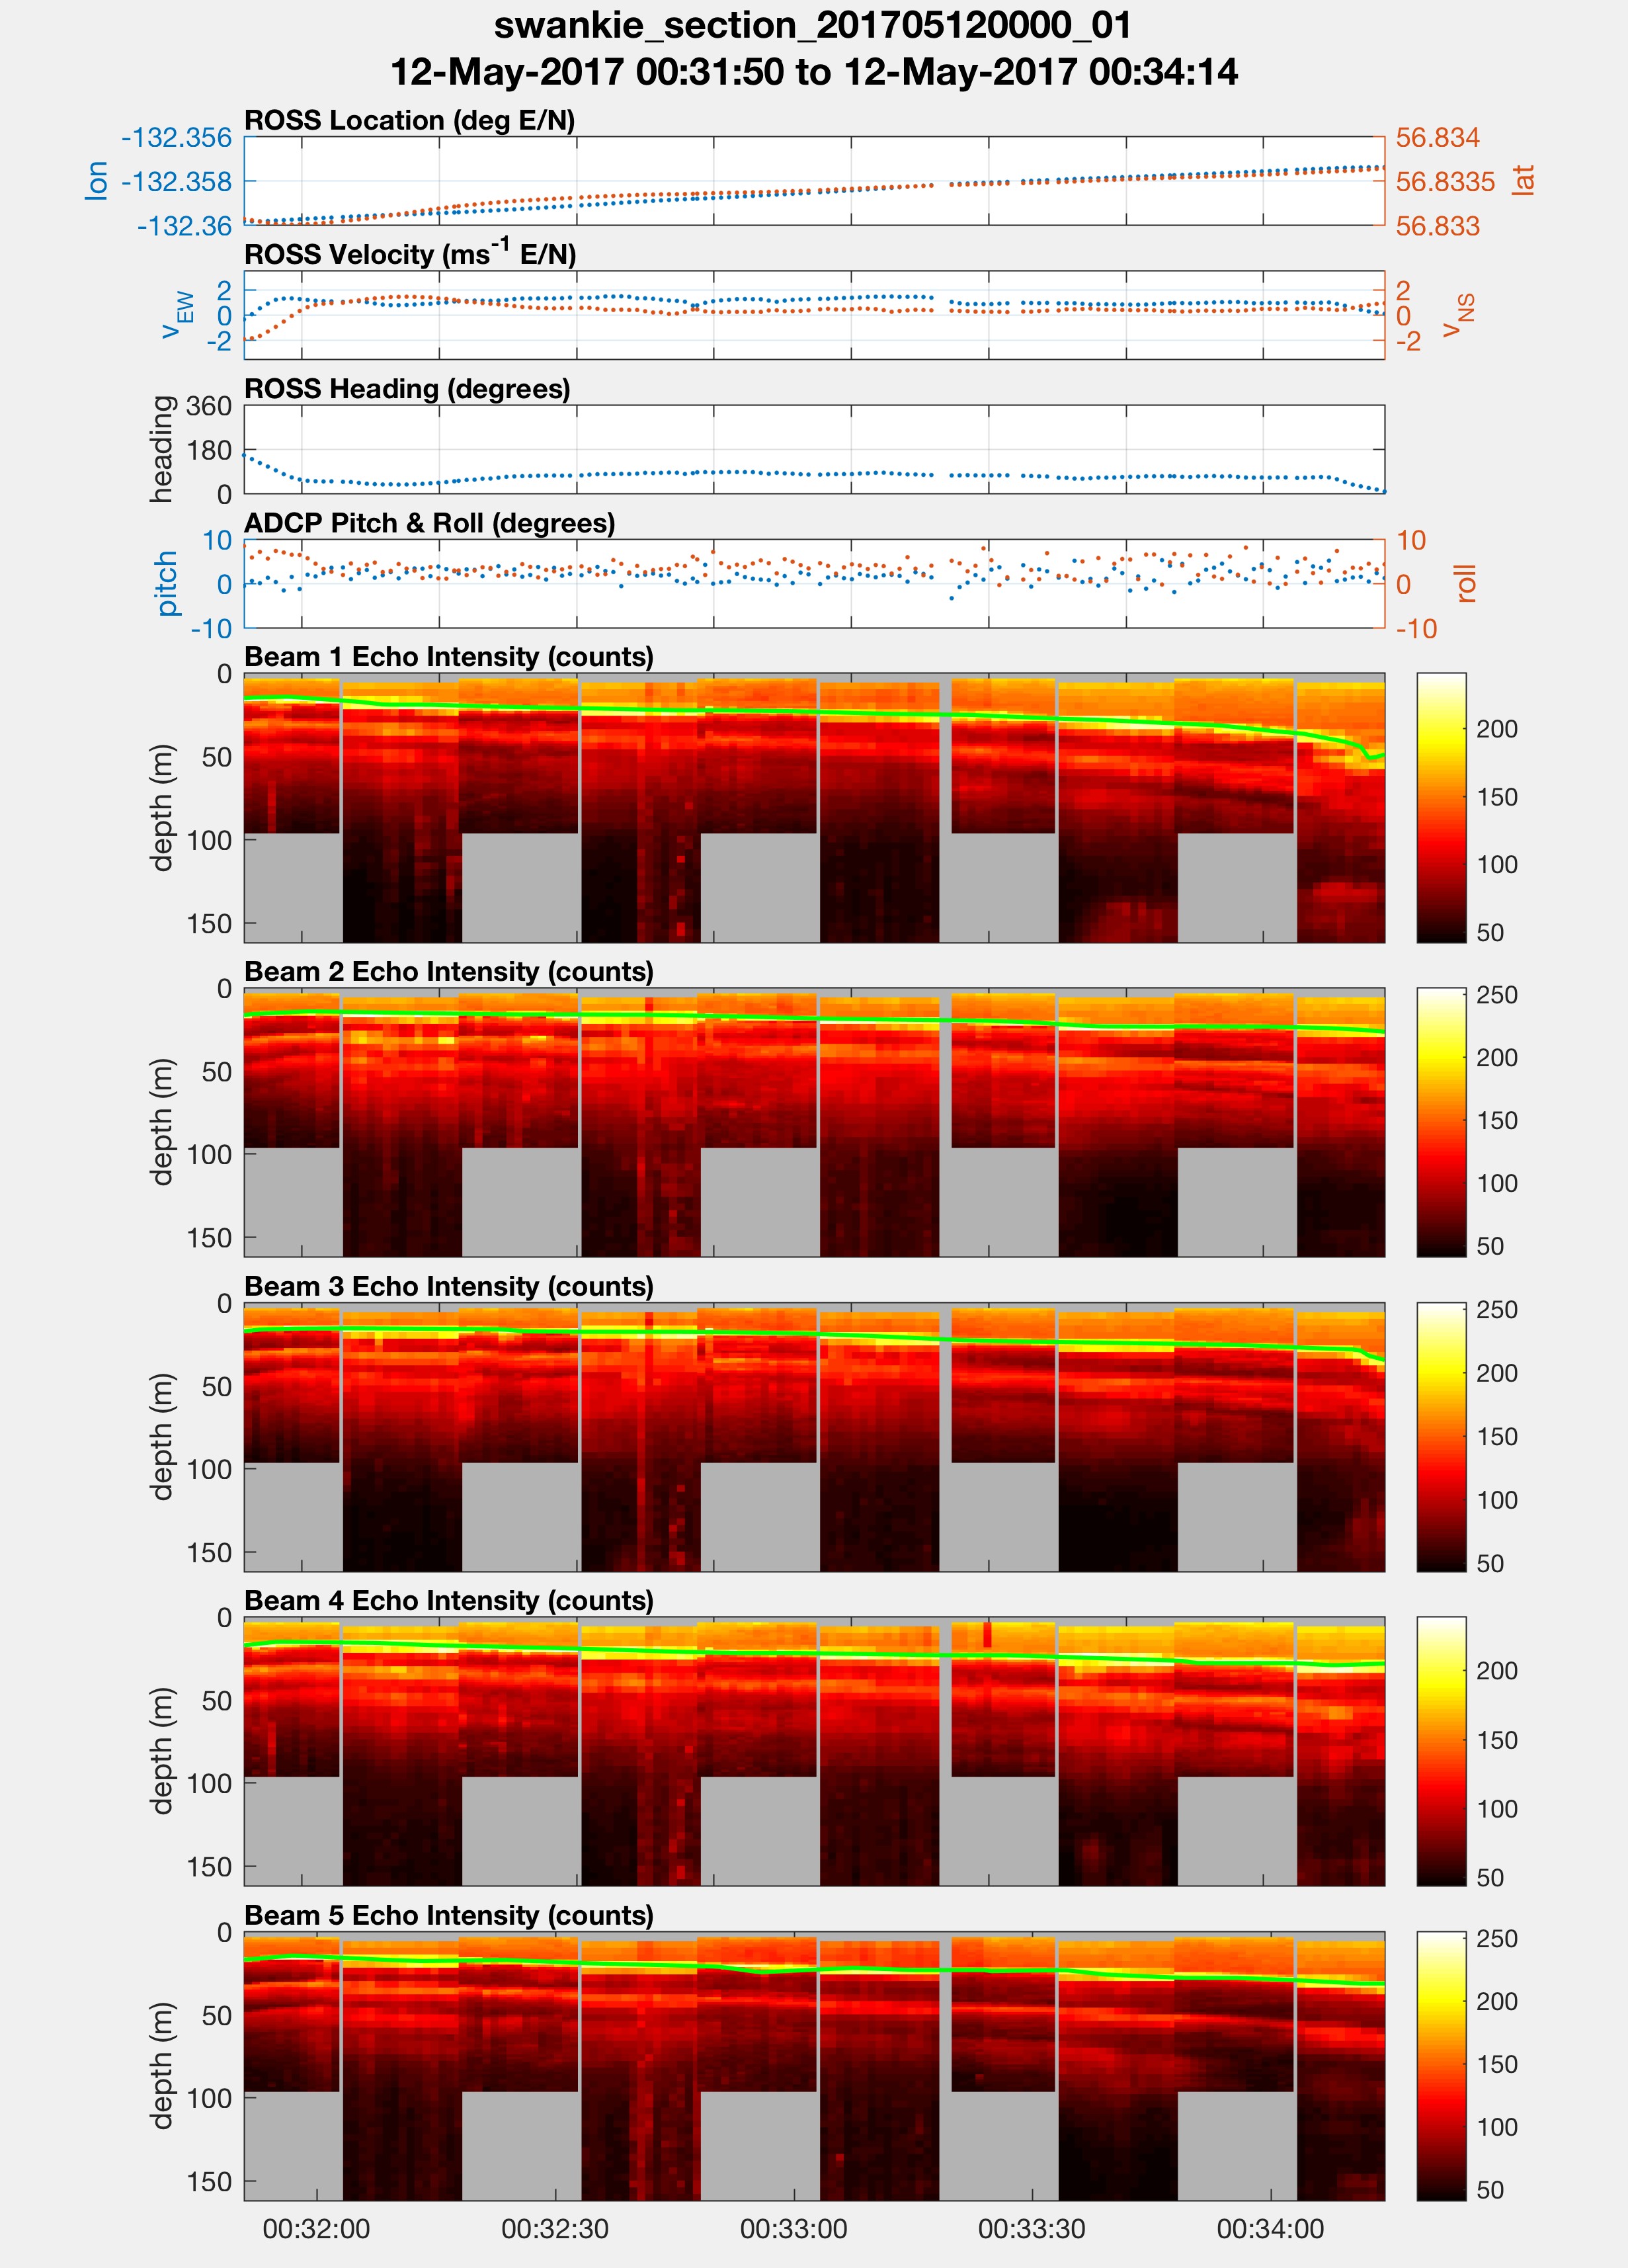 swankie_section_201705120000_01
12-May-2017 00:31:50 to 12-May-2017 00:34:14
ROSS Location (deg E/N)
-132.356
-132.358
-132.36
lon
56.834
56.8335
56.833
lat
ROSS Velocity (ms-1 E/N)
2
0
-2
vEW
2
0
-2
vNS
ROSS Heading (degrees)
360
180
0
heading
ADCP Pitch & Roll (degrees)
10
0
-10
pitch
10
0
-10
roll
Beam 1 Echo Intensity (counts)
0
50
100
150
depth (m)
200
150
100
50
Beam 2 Echo Intensity (counts)
0
50
100
150
depth (m)
250
200
150
100
50
Beam 3 Echo Intensity (counts)
0
50
100
150
depth (m)
250
200
150
100
50
Beam 4 Echo Intensity (counts)
0
50
100
150
depth (m)
200
150
100
50
Beam 5 Echo Intensity (counts)
0
50
100
150
depth (m)
250
200
150
100
50
00:32:00 00:32:30 00:33:00 00:33:30 00:34:00